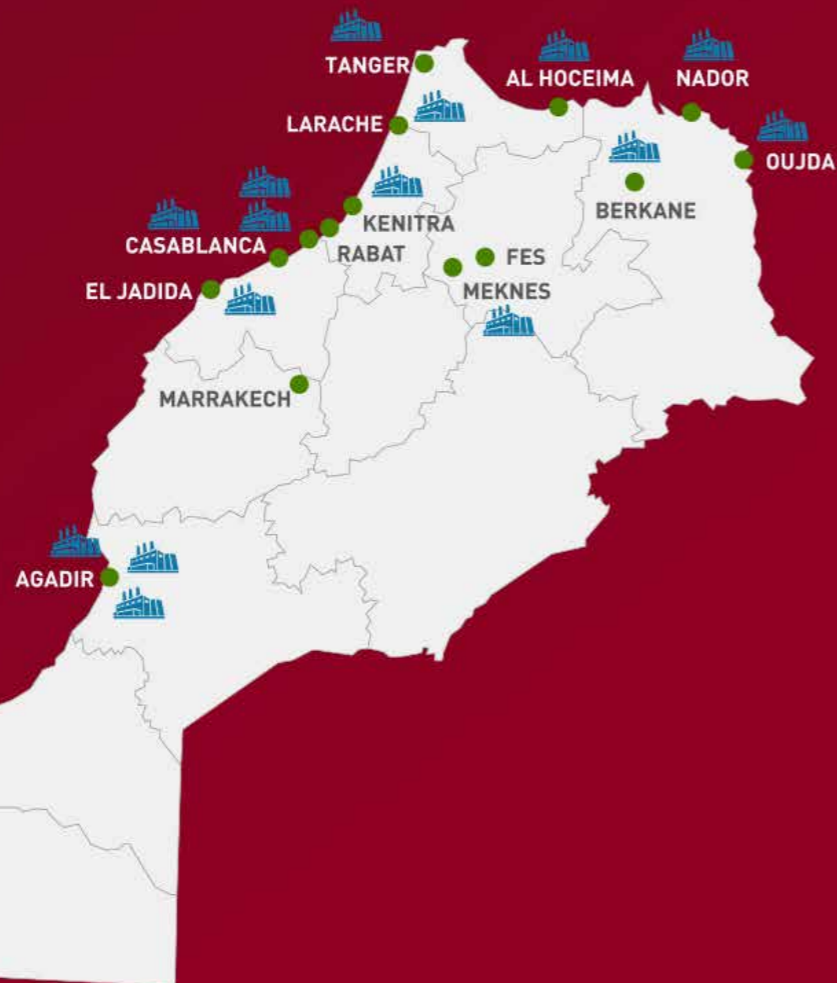 TANGER
AL HOCEIMA
NADOR
LARACHE
OUJDA
BERKANE
KENITRA
CASABLANCA
RABAT
FES
EL JADIDA
MEKNES
MARRAKECH
AGADIR